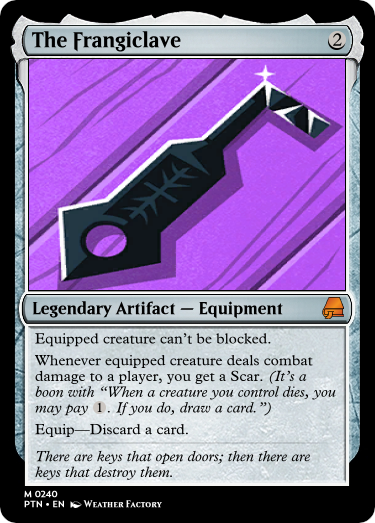 The Frangiclave 2
Legendary Artifact — Equipment
Equipped creature can't be blocked.
Whenever equipped creature deals combat
damage to a player, you get a Scar. (It's a
boon with “When a creature you control dies, you
may pay 1. If you do, draw a card.”)
Equip—Discard a card.
There are keys that open doors; then there are
keys that destroy them.
M 0240
PTN • EN Weather Factory